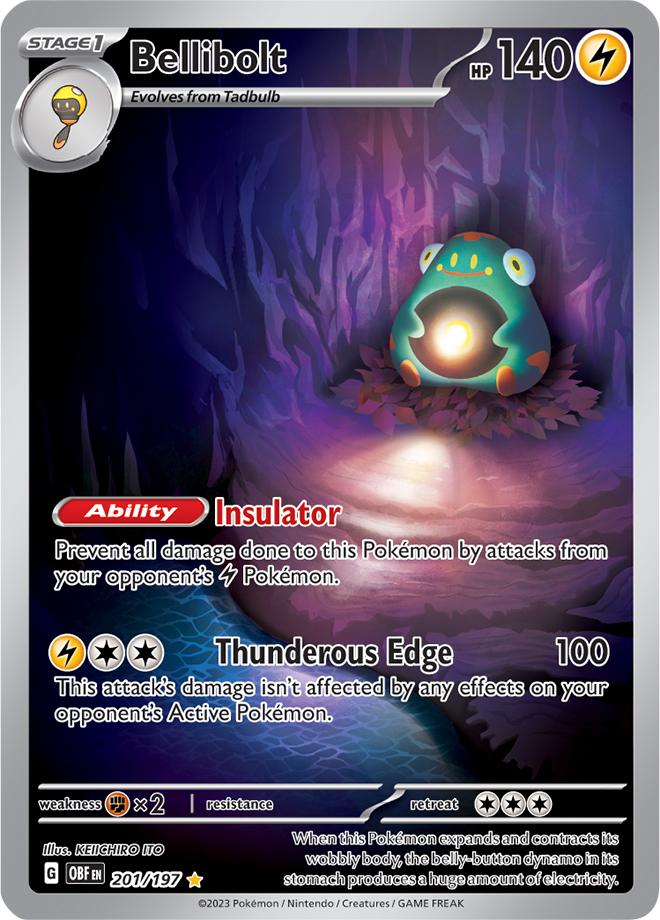 STAGE1
Bellibolt
HP 140
Evolves from Tadbulb
Ability Insulator
Prevent all damage done to this Pokémon by attacks from
your opponent's Pokémon.
Thunderous Edge 100
This attack's damage isn't affected by any effects on your
opponent's Active Pokémon.
weakness ×2 resistance retreat
Illus. KEIICHIRO ITO
When this Pokémon expands and contracts its
wobbly body, the belly-button dynamo in its
stomach produces a huge amount of electricity.
G OBF EN 201/197
©2023 Pokémon / Nintendo / Creatures / GAME FREAK